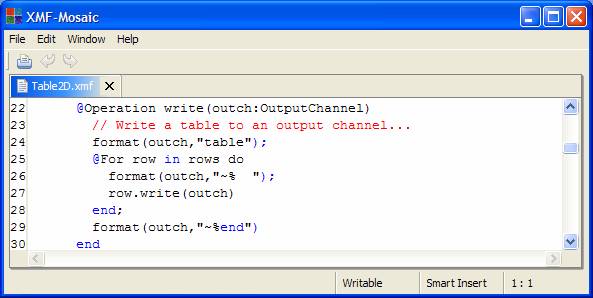 XMF-Mosaic
File Edit Window Help
Table2D.xmf
22 @Operation write(outch:OutputChannel)
23 // Write a table to an output channel...
24 format(outch,"table");
25 @For row in rows do
26 format(outch,"~%  ");
27 row.write(outch)
28 end;
29 format(outch,"~%end")
30 end
Writable Smart Insert 1 : 1